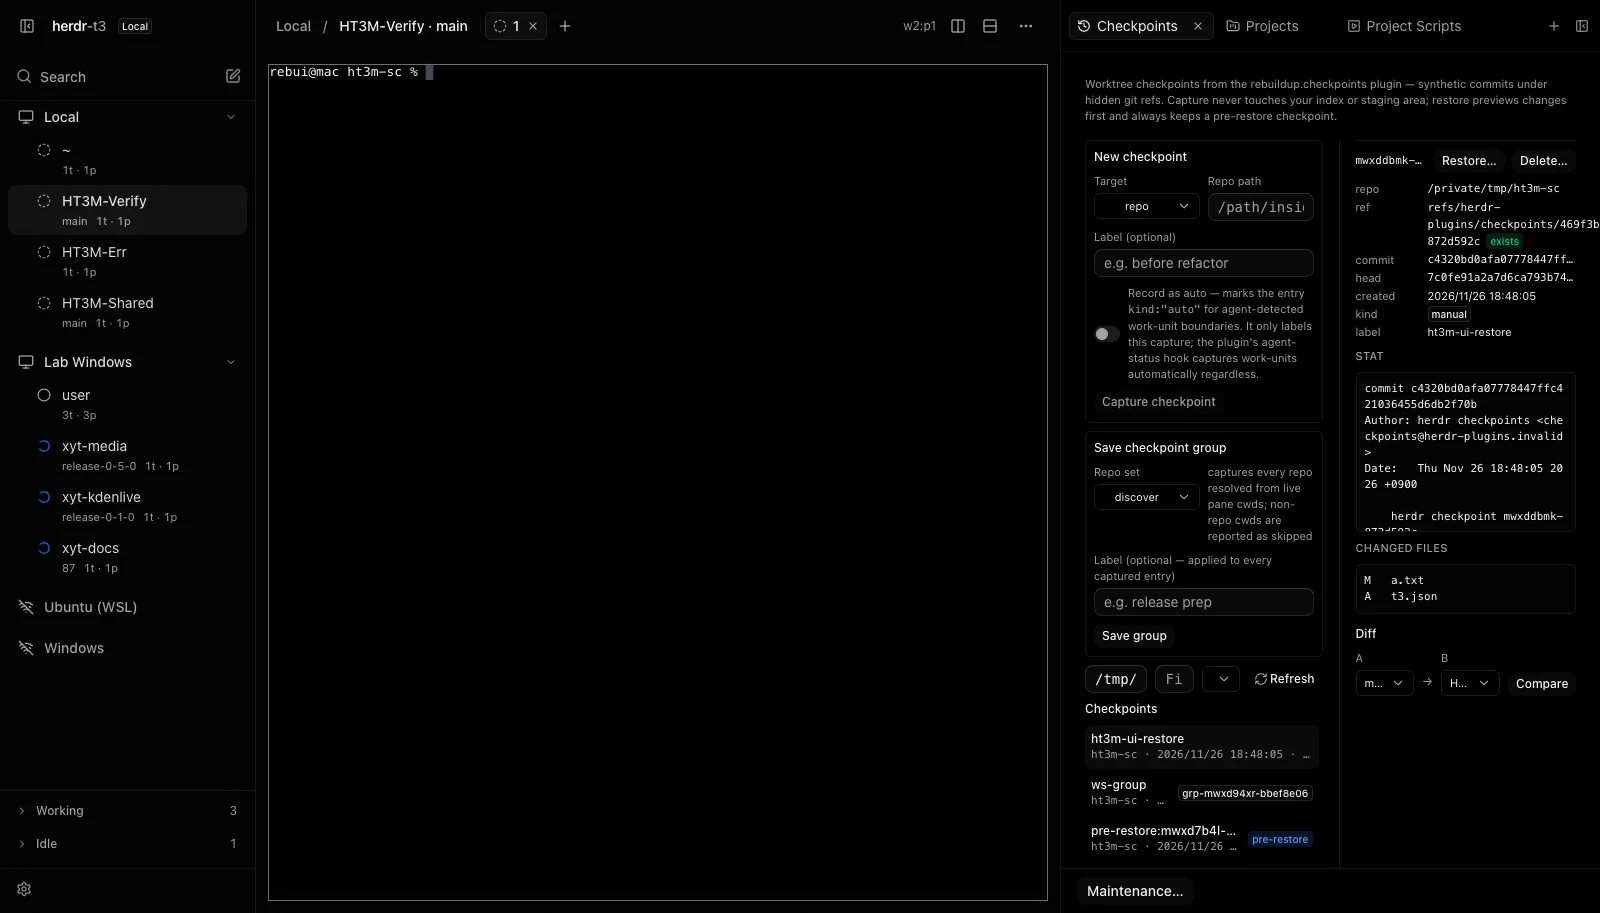 herdr-t3 Local
Search
Local
~
1t · 1p
HT3M-Verify
main 1t · 1p
HT3M-Err
1t · 1p
HT3M-Shared
main 1t · 1p
Lab Windows
user
3t · 3p
xyt-media
release-0-5-0 1t · 1p
xyt-kdenlive
release-0-1-0 1t · 1p
xyt-docs
87 1t · 1p
Ubuntu (WSL)
Windows
Working 3
Idle 1
Local / HT3M-Verify · main
1
w2:p1
rebui@mac ht3m-sc %
Checkpoints
Projects
Project Scripts
Worktree checkpoints from the rebuildup.checkpoints plugin — synthetic commits under
hidden git refs. Capture never touches your index or staging area; restore previews changes
first and always keeps a pre-restore checkpoint.
New checkpoint
Target
Repo path
repo
/path/insi
Label (optional)
e.g. before refactor
Record as auto — marks the entry
kind:"auto" for agent-detected
work-unit boundaries. It only labels
this capture; the plugin's agent-
status hook captures work-units
automatically regardless.
Capture checkpoint
Save checkpoint group
Repo set
discover
captures every repo
resolved from live
pane cwds; non-
repo cwds are
reported as skipped
Label (optional — applied to every
captured entry)
e.g. release prep
Save group
/tmp/
Fi
Refresh
Checkpoints
ht3m-ui-restore
ht3m-sc · 2026/11/26 18:48:05 · …
ws-group
ht3m-sc · …
grp-mwxd94xr-bbef8e06
pre-restore:mwxd7b4l-...
ht3m-sc · 2026/11/26 …
pre-restore
mwxddbmk-…
Restore...
Delete...
repo /private/tmp/ht3m-sc
ref refs/herdr-
plugins/checkpoints/469f3b
872d592c exists
commit c4320bd0afa07778447ff…
head 7c0fe91a2a7d6ca793b74…
created 2026/11/26 18:48:05
kind manual
label ht3m-ui-restore
STAT
commit c4320bd0afa07778447ffc4
21036455d6db2f70b
Author: herdr checkpoints <che
ckpoints@herdr-plugins.invalid
>
Date: Thu Nov 26 18:48:05 20
26 +0900
herdr checkpoint mwxddbmk-
872d592c
CHANGED FILES
M a.txt
A t3.json
Diff
A
B
m...
→
H...
Compare
Maintenance...